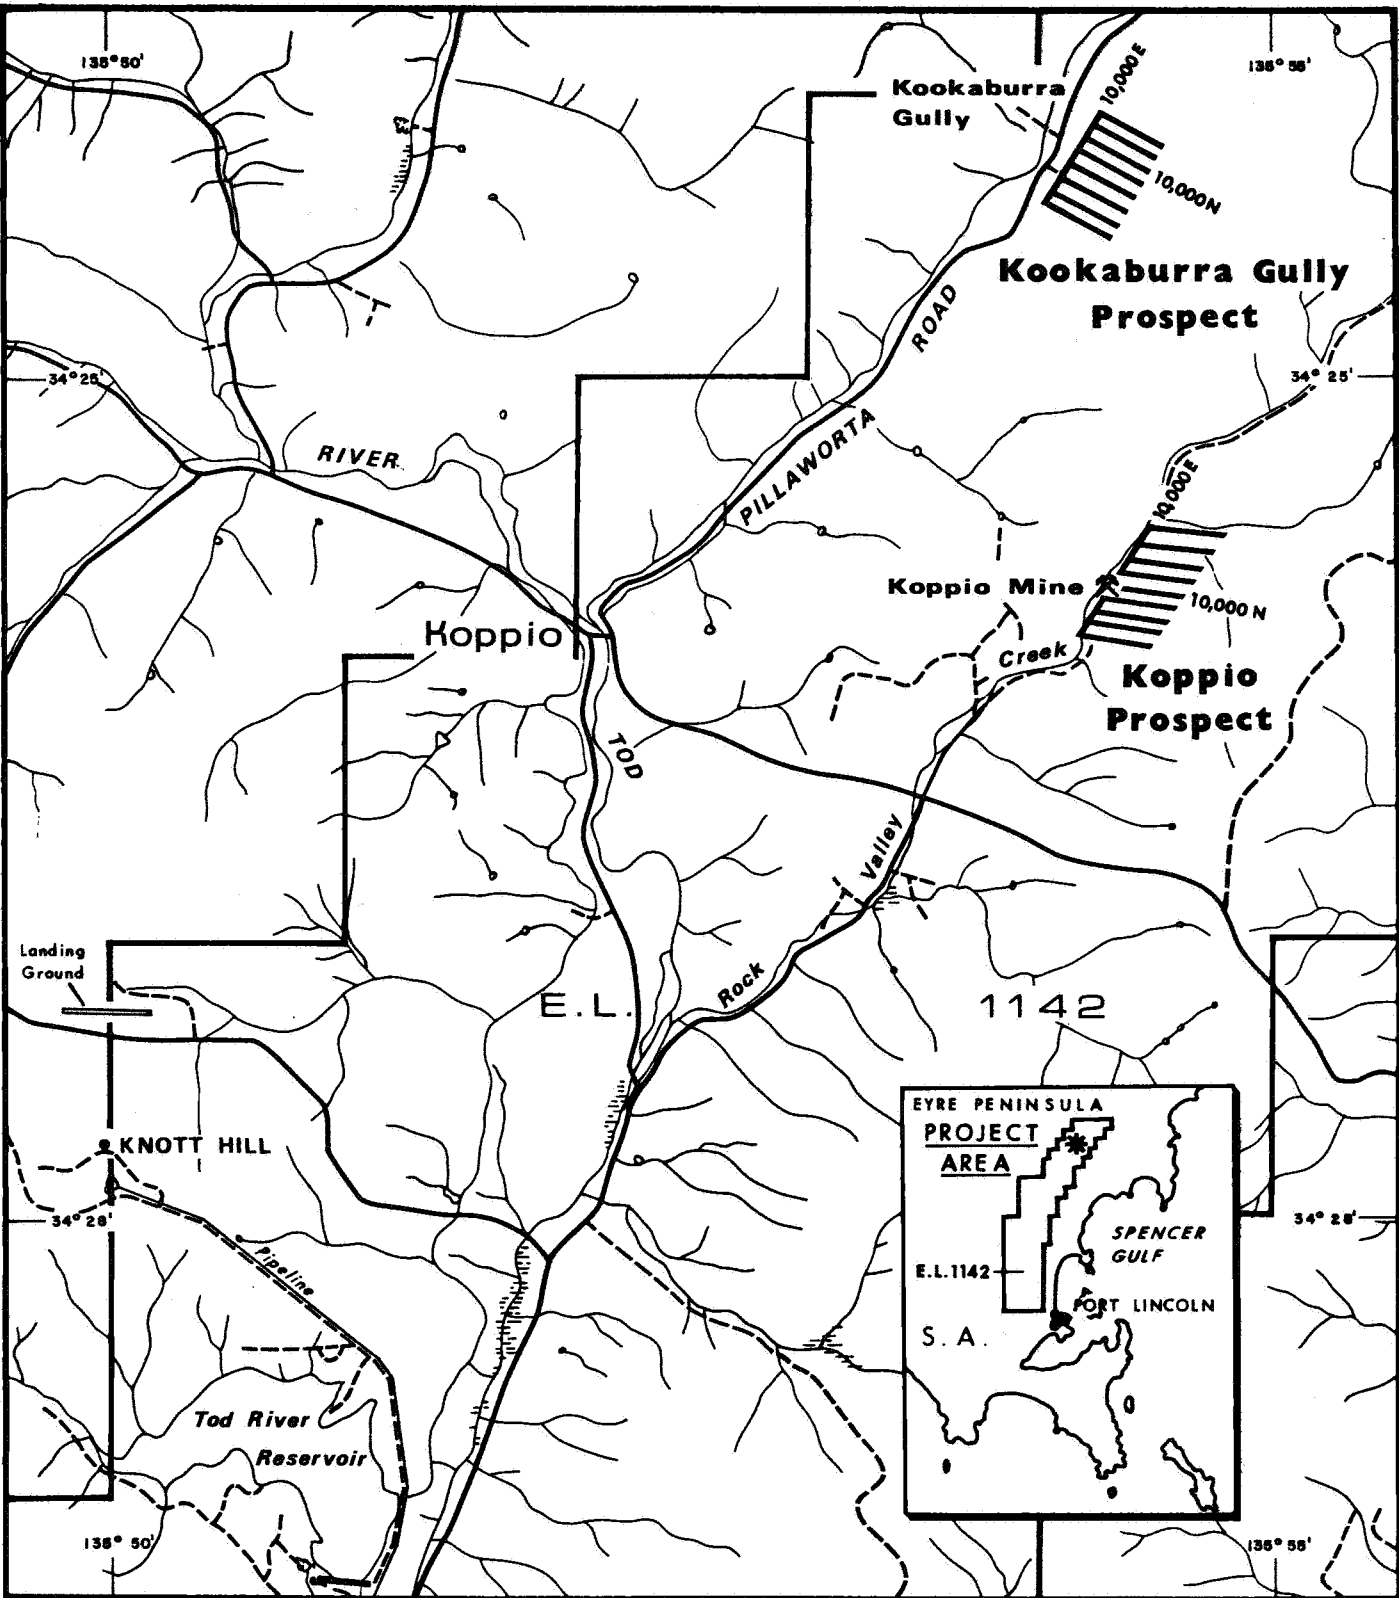 135° 50'
135° 55'
Kookaburra
Gully
10,000E
10,000N
Kookaburra Gully
Prospect
ROAD
34° 25'
34° 25'
PILLAWORTA
RIVER
10,000E
Koppio Mine
10,000 N
Koppio
Creek
Koppio
Prospect
TOD
Valley
Landing
Ground
Rock
E.L.
1142
EYRE PENINSULA
PROJECT
AREA
KNOTT HILL
34° 28'
34° 28'
SPENCER
GULF
Pipeline
E.L.1142
PORT LINCOLN
S.A.
Tod River
Reservoir
135° 50'
135° 55'